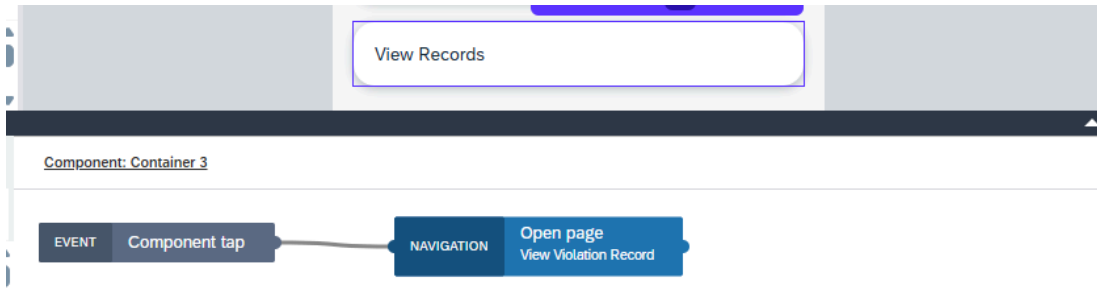 View Records
Component: Container 3
EVENT
Component tap
NAVIGATION
Open page
View Violation Record